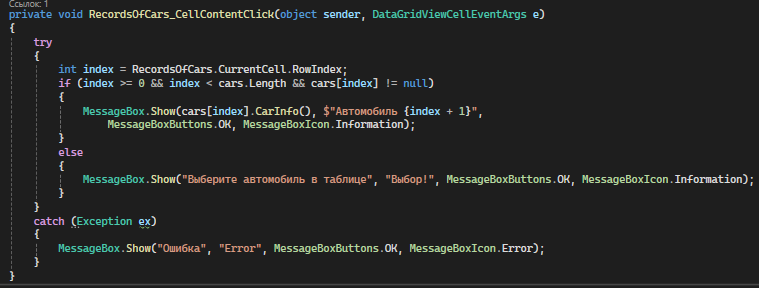 Ссылок: 1
private void RecordsOfCars_CellContentClick(object sender, DataGridViewCellEventArgs e)
{
try
{
int index = RecordsOfCars.CurrentCell.RowIndex;
if (index >= 0 && index < cars.Length && cars[index] != null)
{
MessageBox.Show(cars[index].CarInfo(), $"Автомобиль {index + 1}",
MessageBoxButtons.OK, MessageBoxIcon.Information);
}
else
{
MessageBox.Show("Выберите автомобиль в таблице", "Выбор!", MessageBoxButtons.OK, MessageBoxIcon.Information);
}
}
catch (Exception ex)
{
MessageBox.Show("Ошибка", "Error", MessageBoxButtons.OK, MessageBoxIcon.Error);
}
}